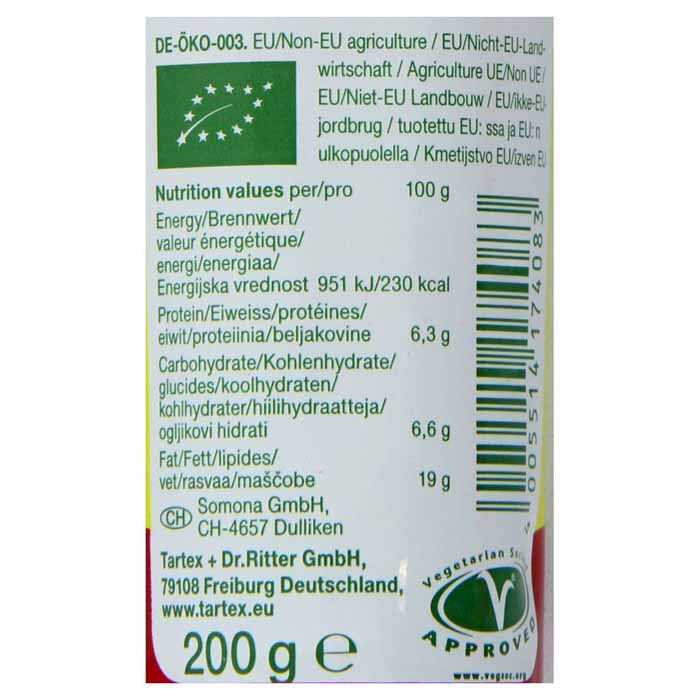 DE-ÖKO-003. EU/Non-EU agriculture / EU/Nicht-EU-Land-
wirtschaft / Agriculture UE/Non UE /
EU/Niet-EU Landbouw / EU/ikke-EU-
jordbrug / tuotettu EU: ssa ja EU: n
ulkopuolella / Kmetijstvo EU/izven EU
Nutrition values per/pro 100 g
Energy/Brennwert/
valeur énergétique/
energi/energiaa/
Energijska vrednost 951 kJ/230 kcal
Protein/Eiweiss/protéines/
eiwit/proteiinia/beljakovine 6,3 g
Carbohydrate/Kohlenhydrate/
glucides/koolhydraten/
kohlhydrater/hiilihydraatteja/
ogljikovi hidrati 6,6 g
Fat/Fett/lipides/
vet/rasvaa/maščobe 19 g
CH Somona GmbH,
CH-4657 Dulliken
Tartex + Dr.Ritter GmbH,
79108 Freiburg Deutschland,
www.tartex.eu
200 g e
4 005514 174083
Vegetarian Society
V
APPROVED
www.vegsoc.org